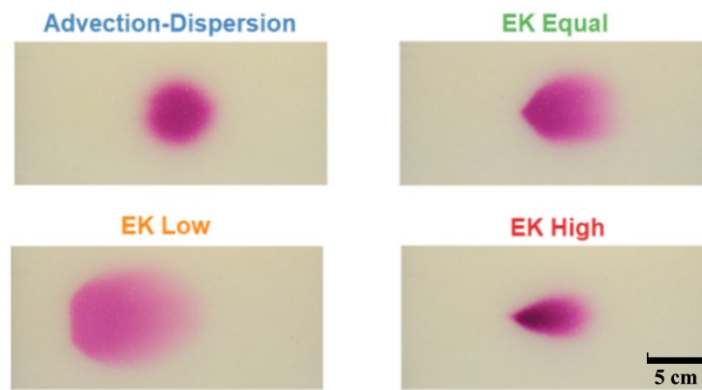 Advection-Dispersion
EK Equal
EK Low
EK High
5 cm